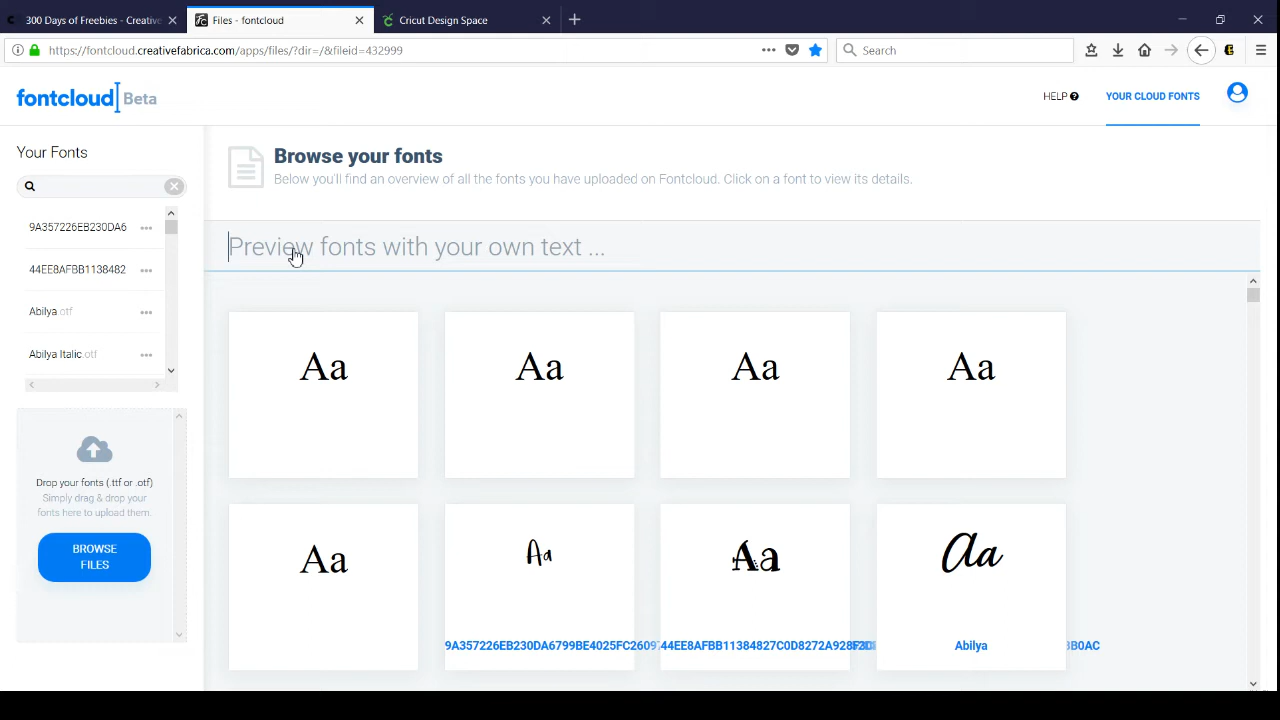 300 Days of Freebies - Creative
Files - fontcloud
Cricut Design Space
https://fontcloud.creativefabrica.com/apps/files/?dir=/&fileid=432999
Search
fontcloud Beta
HELP
YOUR CLOUD FONTS
Your Fonts
Browse your fonts
Below you'll find an overview of all the fonts you have uploaded on Fontcloud. Click on a font to view its details.
9A357226EB230DA6
44EE8AFBB1138482
Abilya.otf
Abilya Italic.otf
Preview fonts with your own text ...
Aa
Aa
Aa
Aa
Drop your fonts (.ttf or .otf)
Simply drag & drop your
fonts here to upload them.
BROWSE
FILES
Aa
Aa
Aa
Aa
9A357226EB230DA6799BE4025FC2609
44EE8AFBB11384827C0D8272A928F3C
Abilya